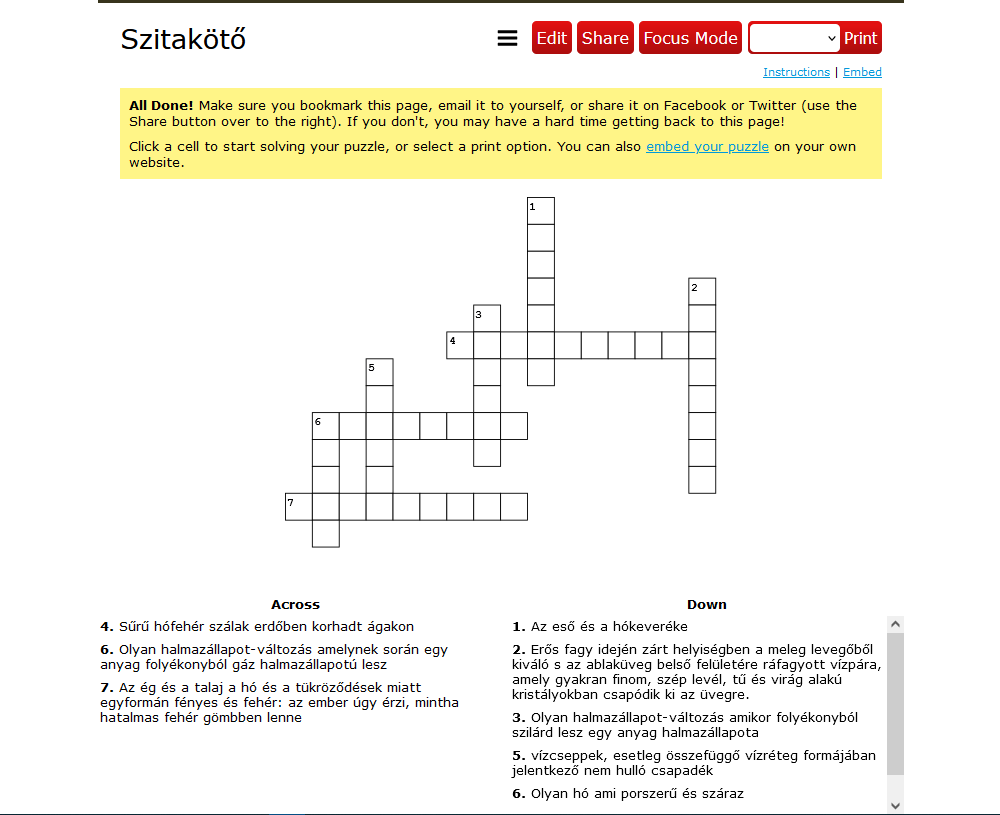 Szitakötő
Edit Share Focus Mode Print
Instructions | Embed
All Done! Make sure you bookmark this page, email it to yourself, or share it on Facebook or Twitter (use the
Share button over to the right). If you don't, you may have a hard time getting back to this page!
Click a cell to start solving your puzzle, or select a print option. You can also embed your puzzle on your own
website.
1
2
3
4
5
6
7
Across
4. Sűrű hófehér szálak erdőben korhadt ágakon
6. Olyan halmazállapot-változás amelynek során egy
anyag folyékonyból gáz halmazállapotú lesz
7. Az ég és a talaj a hó és a tükröződések miatt
egyformán fényes és fehér: az ember úgy érzi, mintha
hatalmas fehér gömbben lenne
Down
1. Az eső és a hókeveréke
2. Erős fagy idején zárt helyiségben a meleg levegőből
kiváló s az ablaküveg belső felületére ráfagyott vízpára,
amely gyakran finom, szép levél, tű és virág alakú
kristályokban csapódik ki az üvegre.
3. Olyan halmazállapot-változás amikor folyékonyból
szilárd lesz egy anyag halmazállapota
5. vízcseppek, esetleg összefüggő vízréteg formájában
jelentkező nem hulló csapadék
6. Olyan hó ami porszerű és száraz